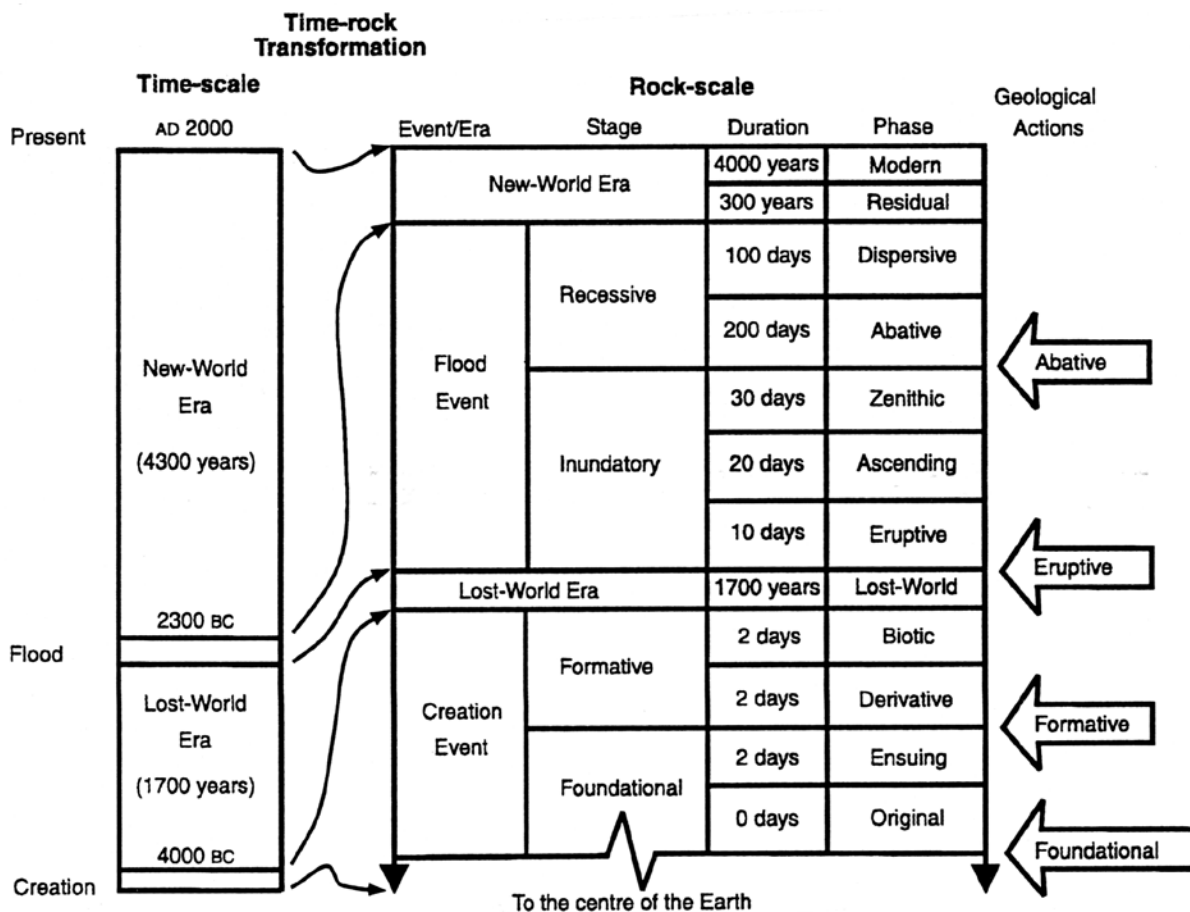 Time-rock
Transformation
Time-scale
Rock-scale
Geological
Actions
Present
AD 2000
Event/Era
Stage
Duration
Phase
New-World Era
4000 years
Modern
300 years
Residual
Flood
Event
Recessive
100 days
Dispersive
200 days
Abative
Abative
Inundatory
30 days
Zenithic
20 days
Ascending
10 days
Eruptive
Eruptive
New-World
Era
(4300 years)
2300 BC
Flood
Lost-World Era
1700 years
Lost-World
Lost-World
Era
(1700 years)
4000 BC
Creation
Creation
Event
Formative
2 days
Biotic
2 days
Derivative
Formative
Foundational
2 days
Ensuing
0 days
Original
Foundational
To the centre of the Earth